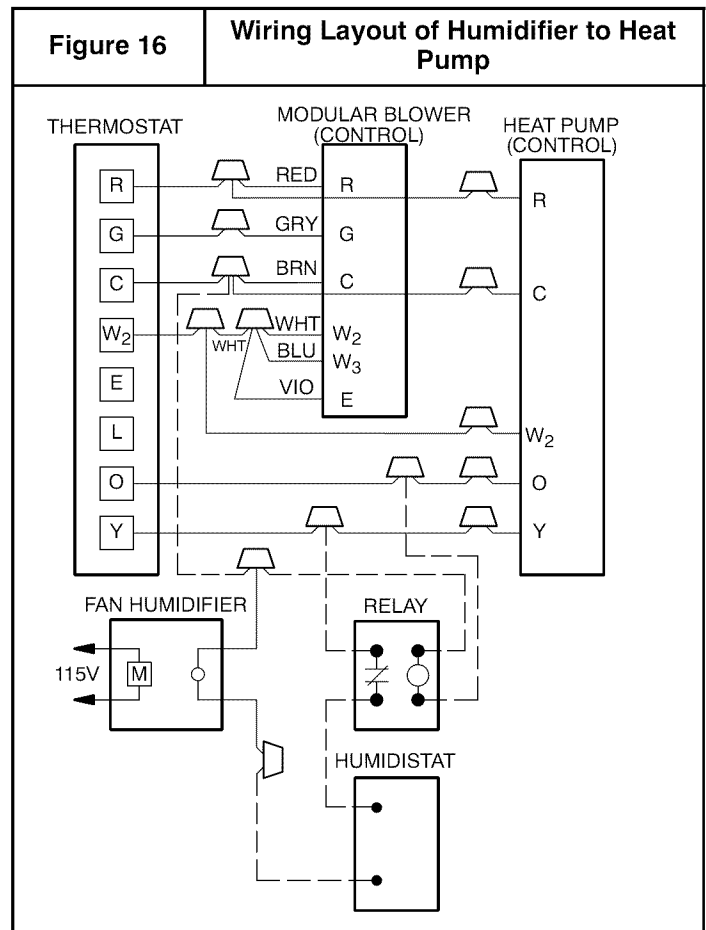 Figure 16
Wiring Layout of Humidifier to Heat
Pump
THERMOSTAT
MODULAR BLOWER
(CONTROL)
HEAT PUMP
(CONTROL)
R
RED
R
R
G
GRY
G
C
BRN
C
C
W2
WHT
WHT
W2
BLU
W3
E
VIO
E
L
W2
O
O
Y
Y
FAN HUMIDIFIER
RELAY
115V
M
HUMIDISTAT